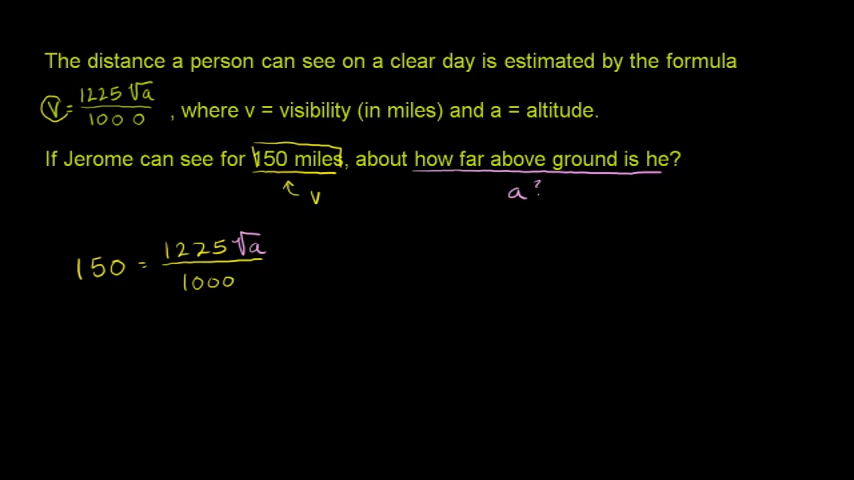 The distance a person can see on a clear day is estimated by the formula
v = 1225 √a / 1000 , where v = visibility (in miles) and a = altitude.
If Jerome can see for 150 miles, about how far above ground is he?
v a?
150 = 1225 √a / 1000